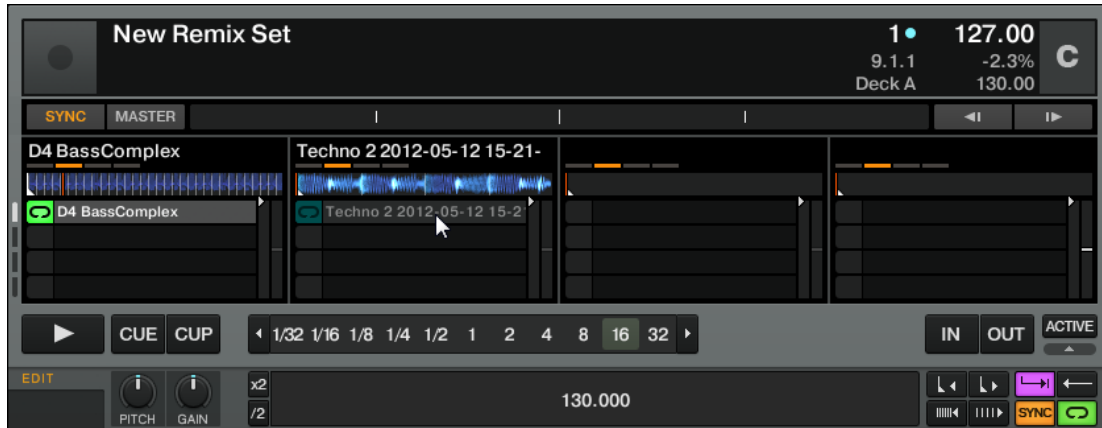 New Remix Set
1
127.00
9.1.1
-2.3%
C
Deck A
130.00
SYNC MASTER
D4 BassComplex
Techno 2 2012-05-12 15-21-
D4 BassComplex
Techno 2 2012-05-12 15-2
CUE CUP
1/32 1/16 1/8 1/4 1/2 1 2 4 8 16 32
IN OUT ACTIVE
EDIT
PITCH GAIN
x2
/2
130.000
SYNC